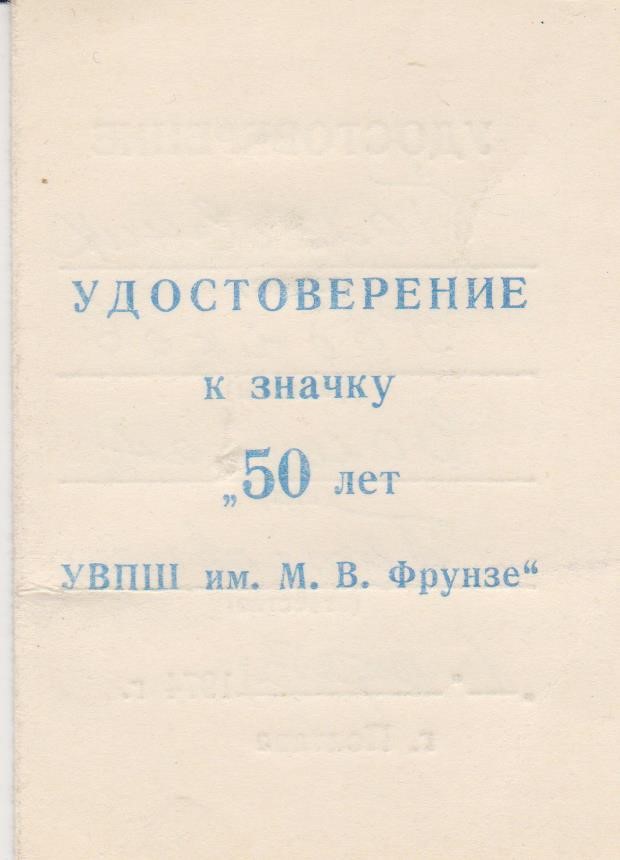 УДОСТОВЕРЕНИЕ
к значку
„50 лет
УВПШ им. М. В. Фрунзе“